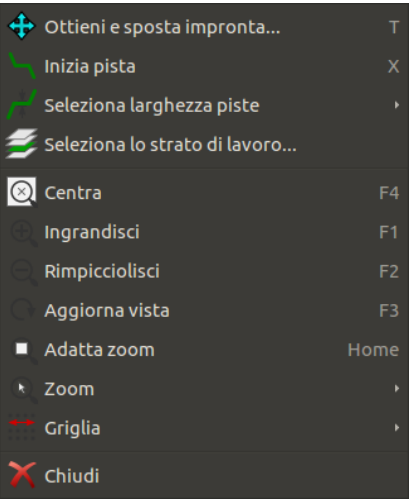 Ottieni e sposta impronta... T
Inizia pista X
Seleziona larghezza piste
Seleziona lo strato di lavoro...
Centra F4
Ingrandisci F1
Rimpicciolisci F2
Aggiorna vista F3
Adatta zoom Home
Zoom
Griglia
Chiudi